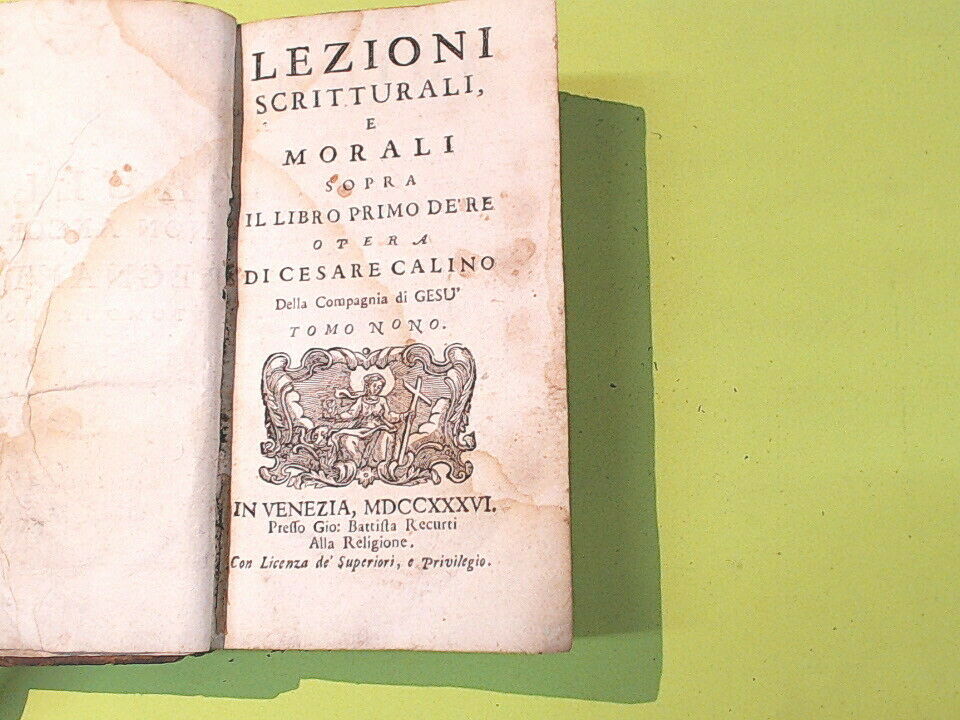 LEZIONI
SCRITTURALI,
E
MORALI
SOPRA
IL LIBRO PRIMO DE'RE
OPERA
DI CESARE CALINO
Della Compagnia di GESU'
TOMO NONO.
IN VENEZIA, MDCCXXXVI.
Presso Gio: Battista Recurti
Alla Religione.
Con Licenza de' Superiori, e Privilegio.